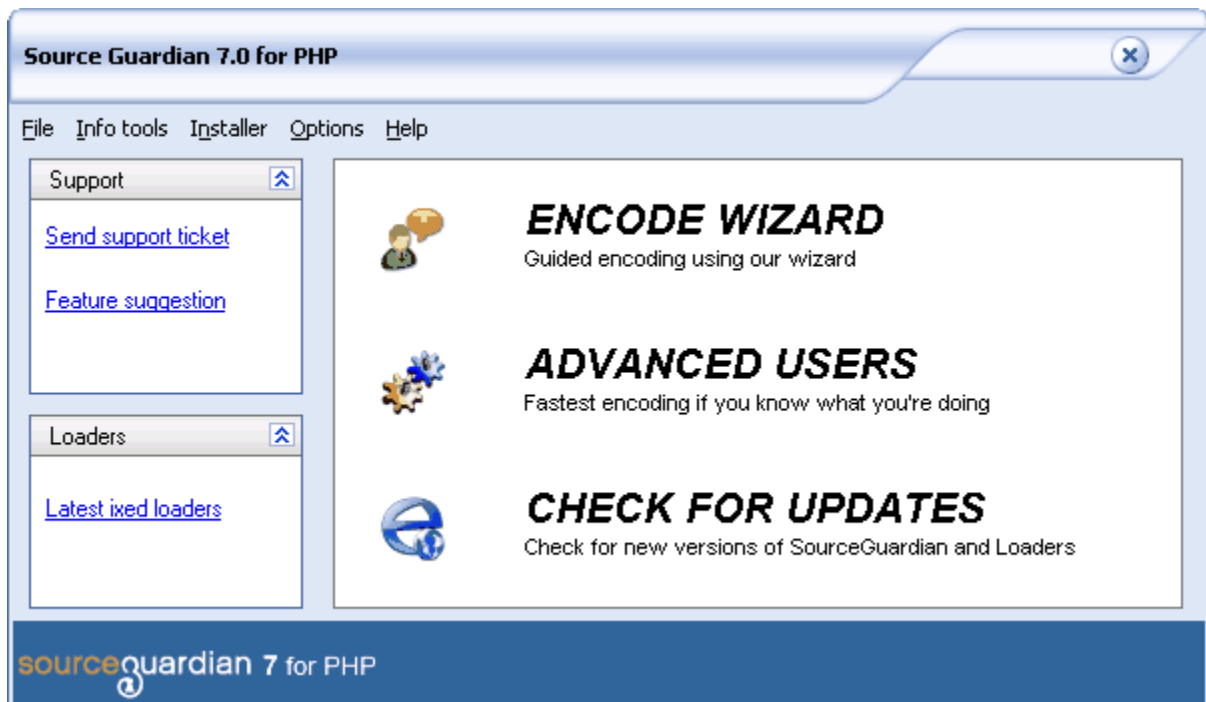 Source Guardian 7.0 for PHP
File Info tools Installer Options Help
Support
Send support ticket
Feature suggestion
Loaders
Latest ixed loaders
ENCODE WIZARD
Guided encoding using our wizard
ADVANCED USERS
Fastest encoding if you know what you're doing
CHECK FOR UPDATES
Check for new versions of SourceGuardian and Loaders
sourceguardian 7 for PHP